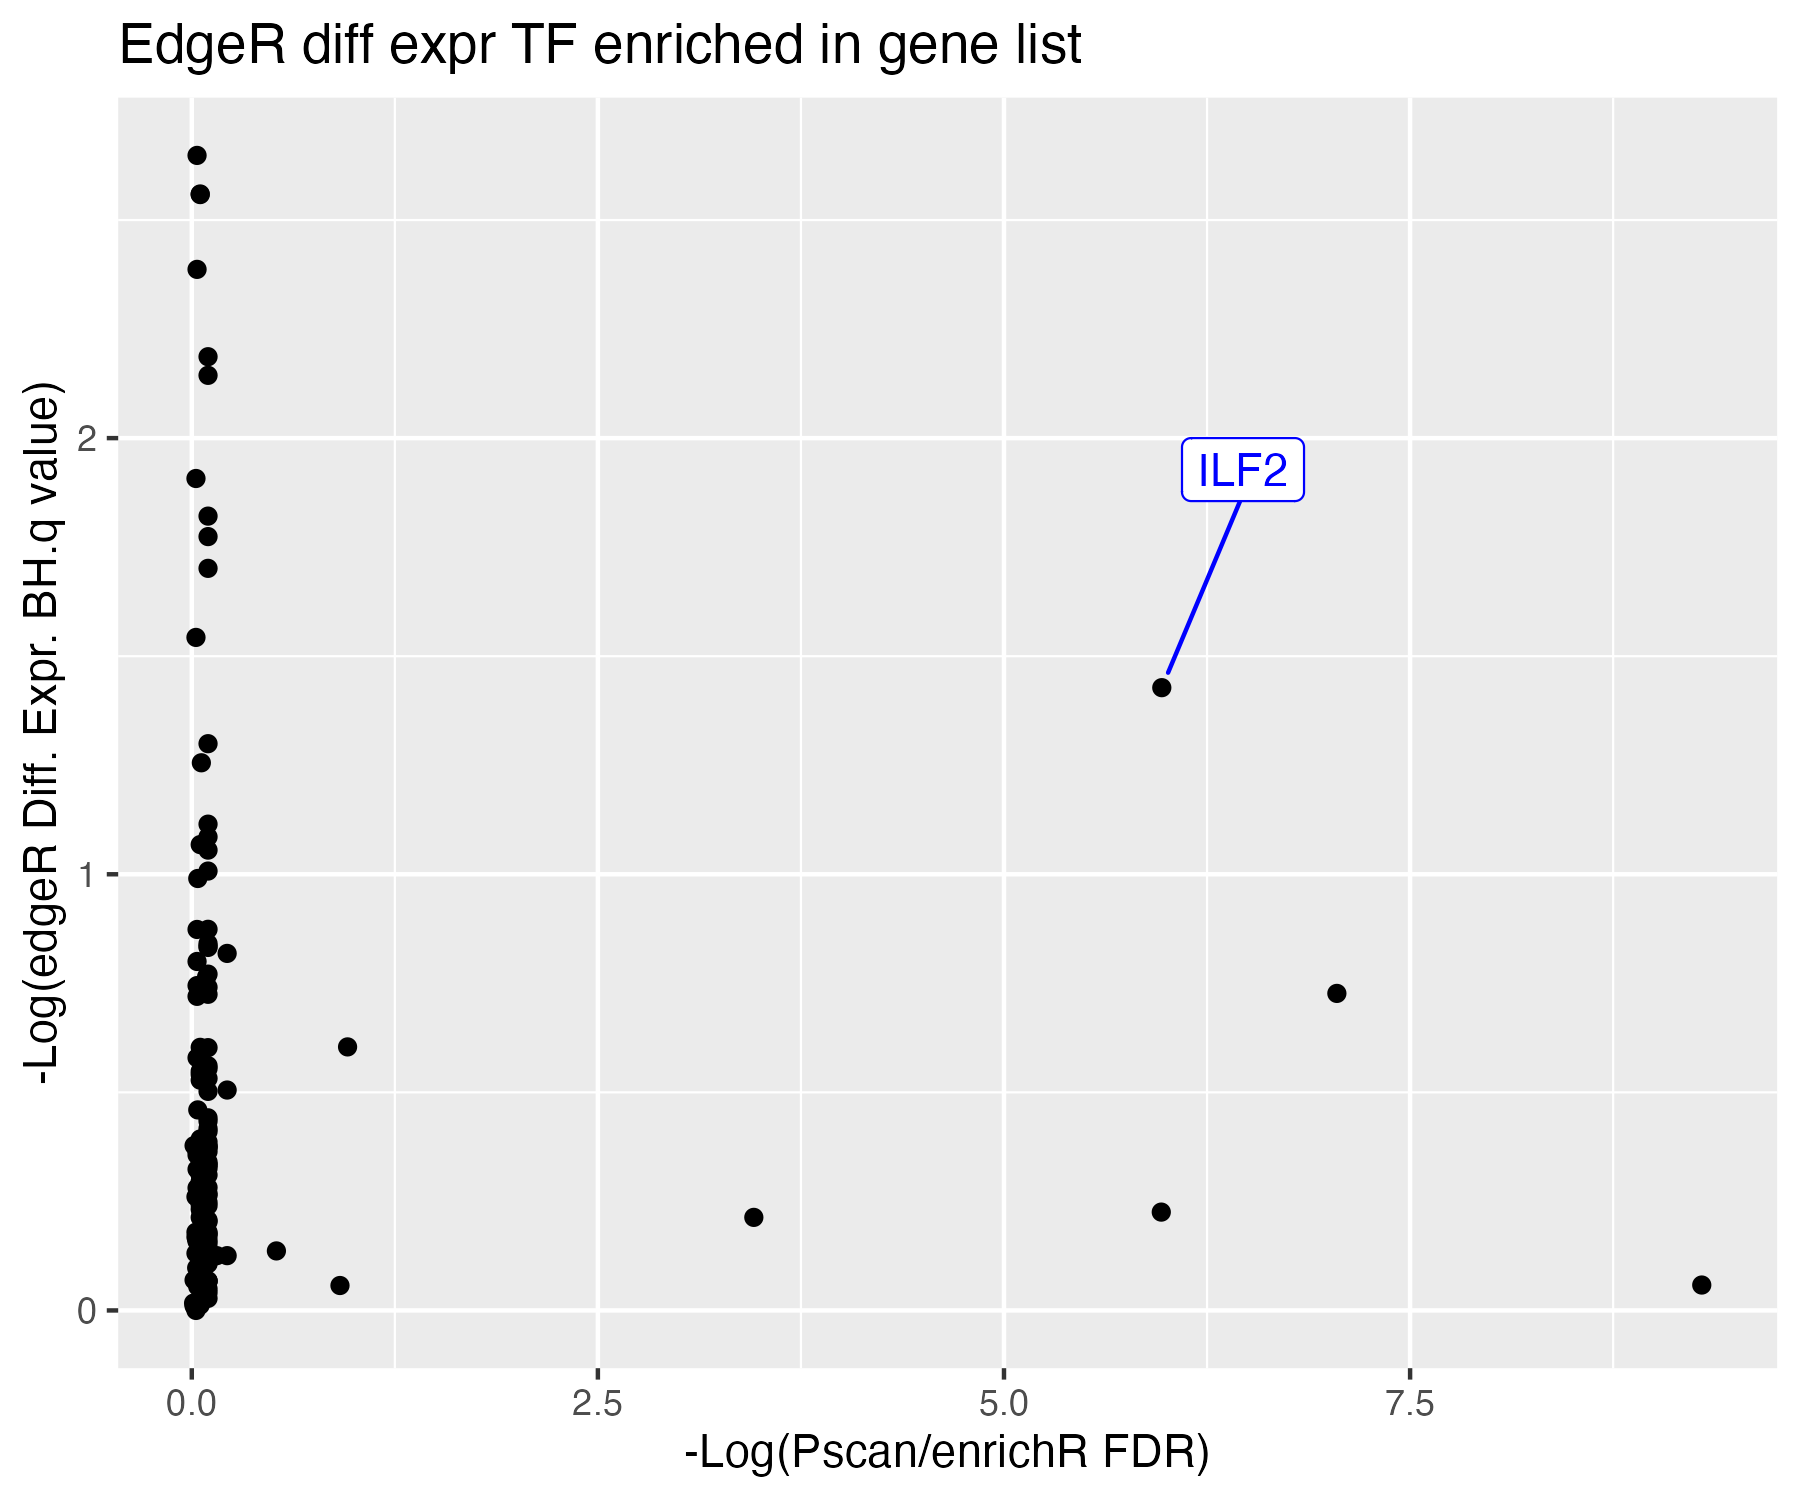 EdgeR diff expr TF enriched in gene list
-Log(edgeR Diff. Expr. BH.q value)
2
1
0
ILF2
0.0 2.5 5.0 7.5
-Log(Pscan/enrichR FDR)